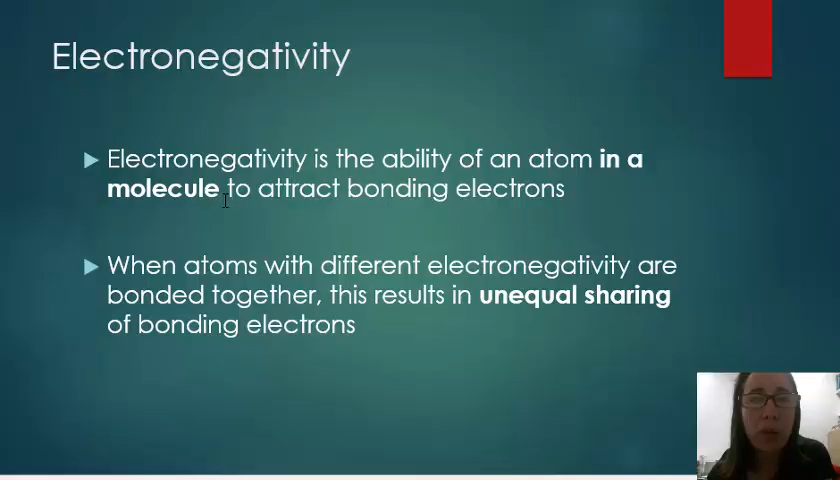 Electronegativity
Electronegativity is the ability of an atom in a
molecule to attract bonding electrons
When atoms with different electronegativity are
bonded together, this results in unequal sharing
of bonding electrons